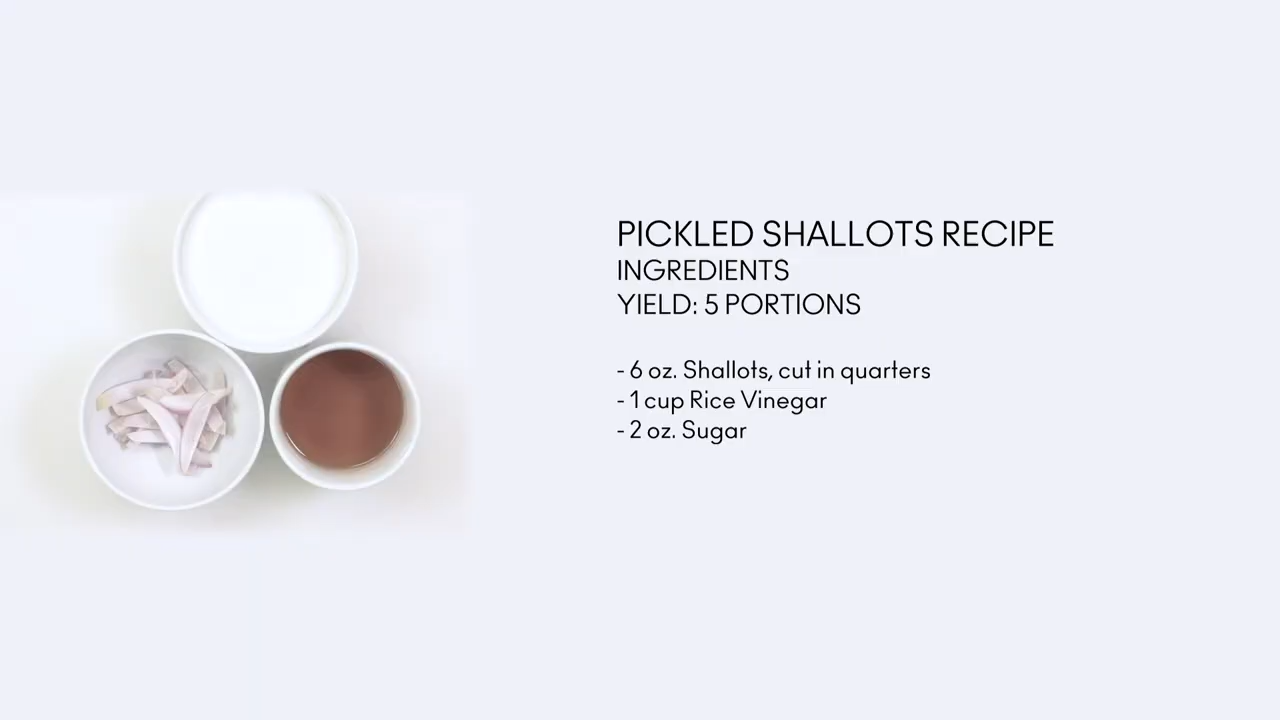 PICKLED SHALLOTS RECIPE
INGREDIENTS
YIELD: 5 PORTIONS
- 6 oz. Shallots, cut in quarters
- 1 cup Rice Vinegar
- 2 oz. Sugar